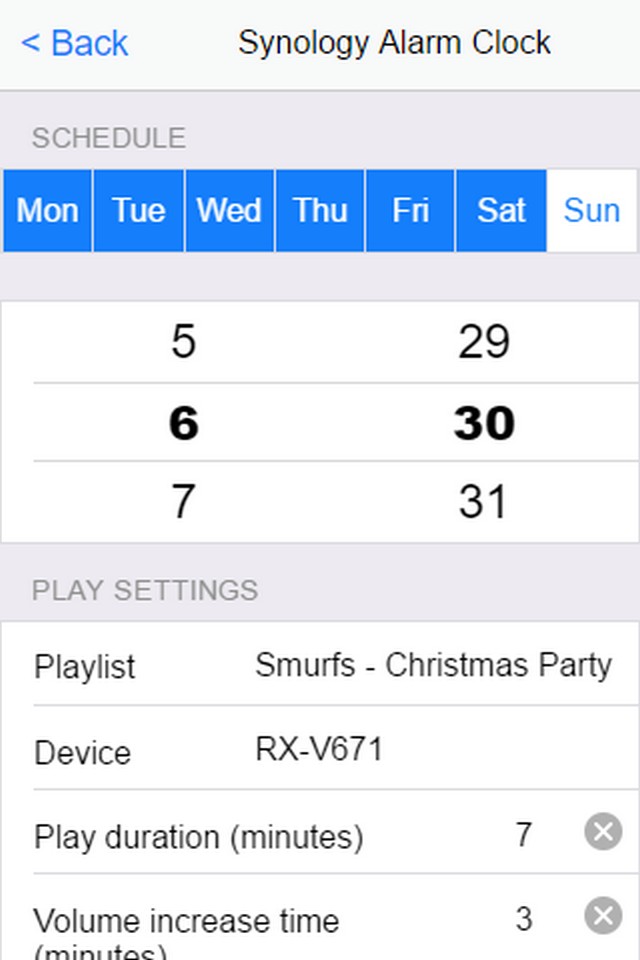 < Back Synology Alarm Clock
SCHEDULE
Mon Tue Wed Thu Fri Sat Sun
5 29
6 30
7 31
PLAY SETTINGS
Playlist Smurfs - Christmas Party
Device RX-V671
Play duration (minutes) 7
Volume increase time 3
(minutes)